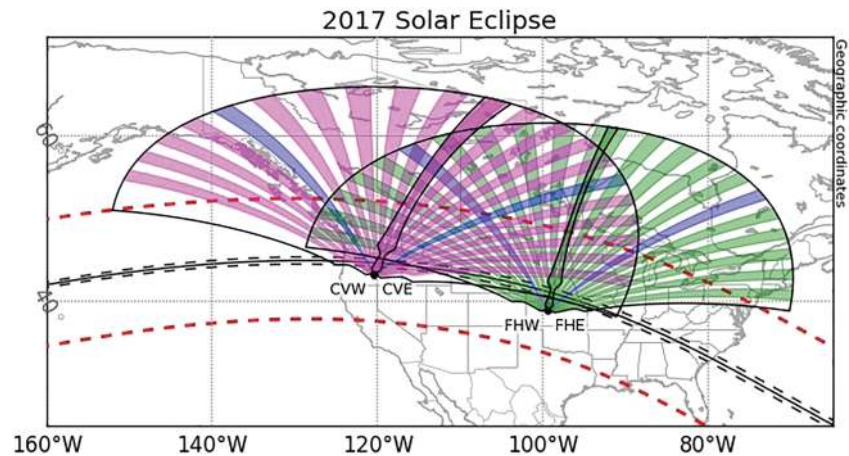 2017 Solar Eclipse
Geographic coordinates
60
40
CVW CVE
FHW FHE
160°W 140°W 120°W 100°W 80°W